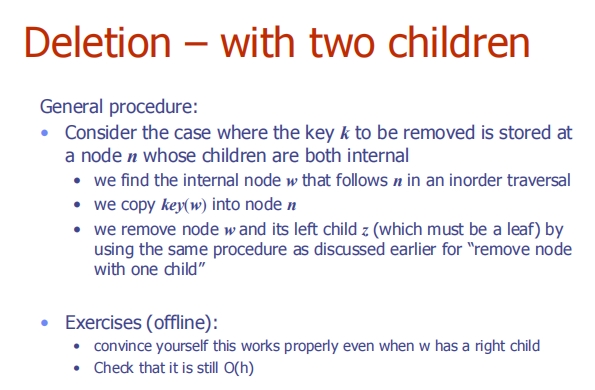 Deletion – with two children
General procedure:
• Consider the case where the key k to be removed is stored at
a node n whose children are both internal
• we find the internal node w that follows n in an inorder traversal
• we copy key(w) into node n
• we remove node w and its left child z (which must be a leaf) by
using the same procedure as discussed earlier for “remove node
with one child”
• Exercises (offline):
• convince yourself this works properly even when w has a right child
• Check that it is still O(h)